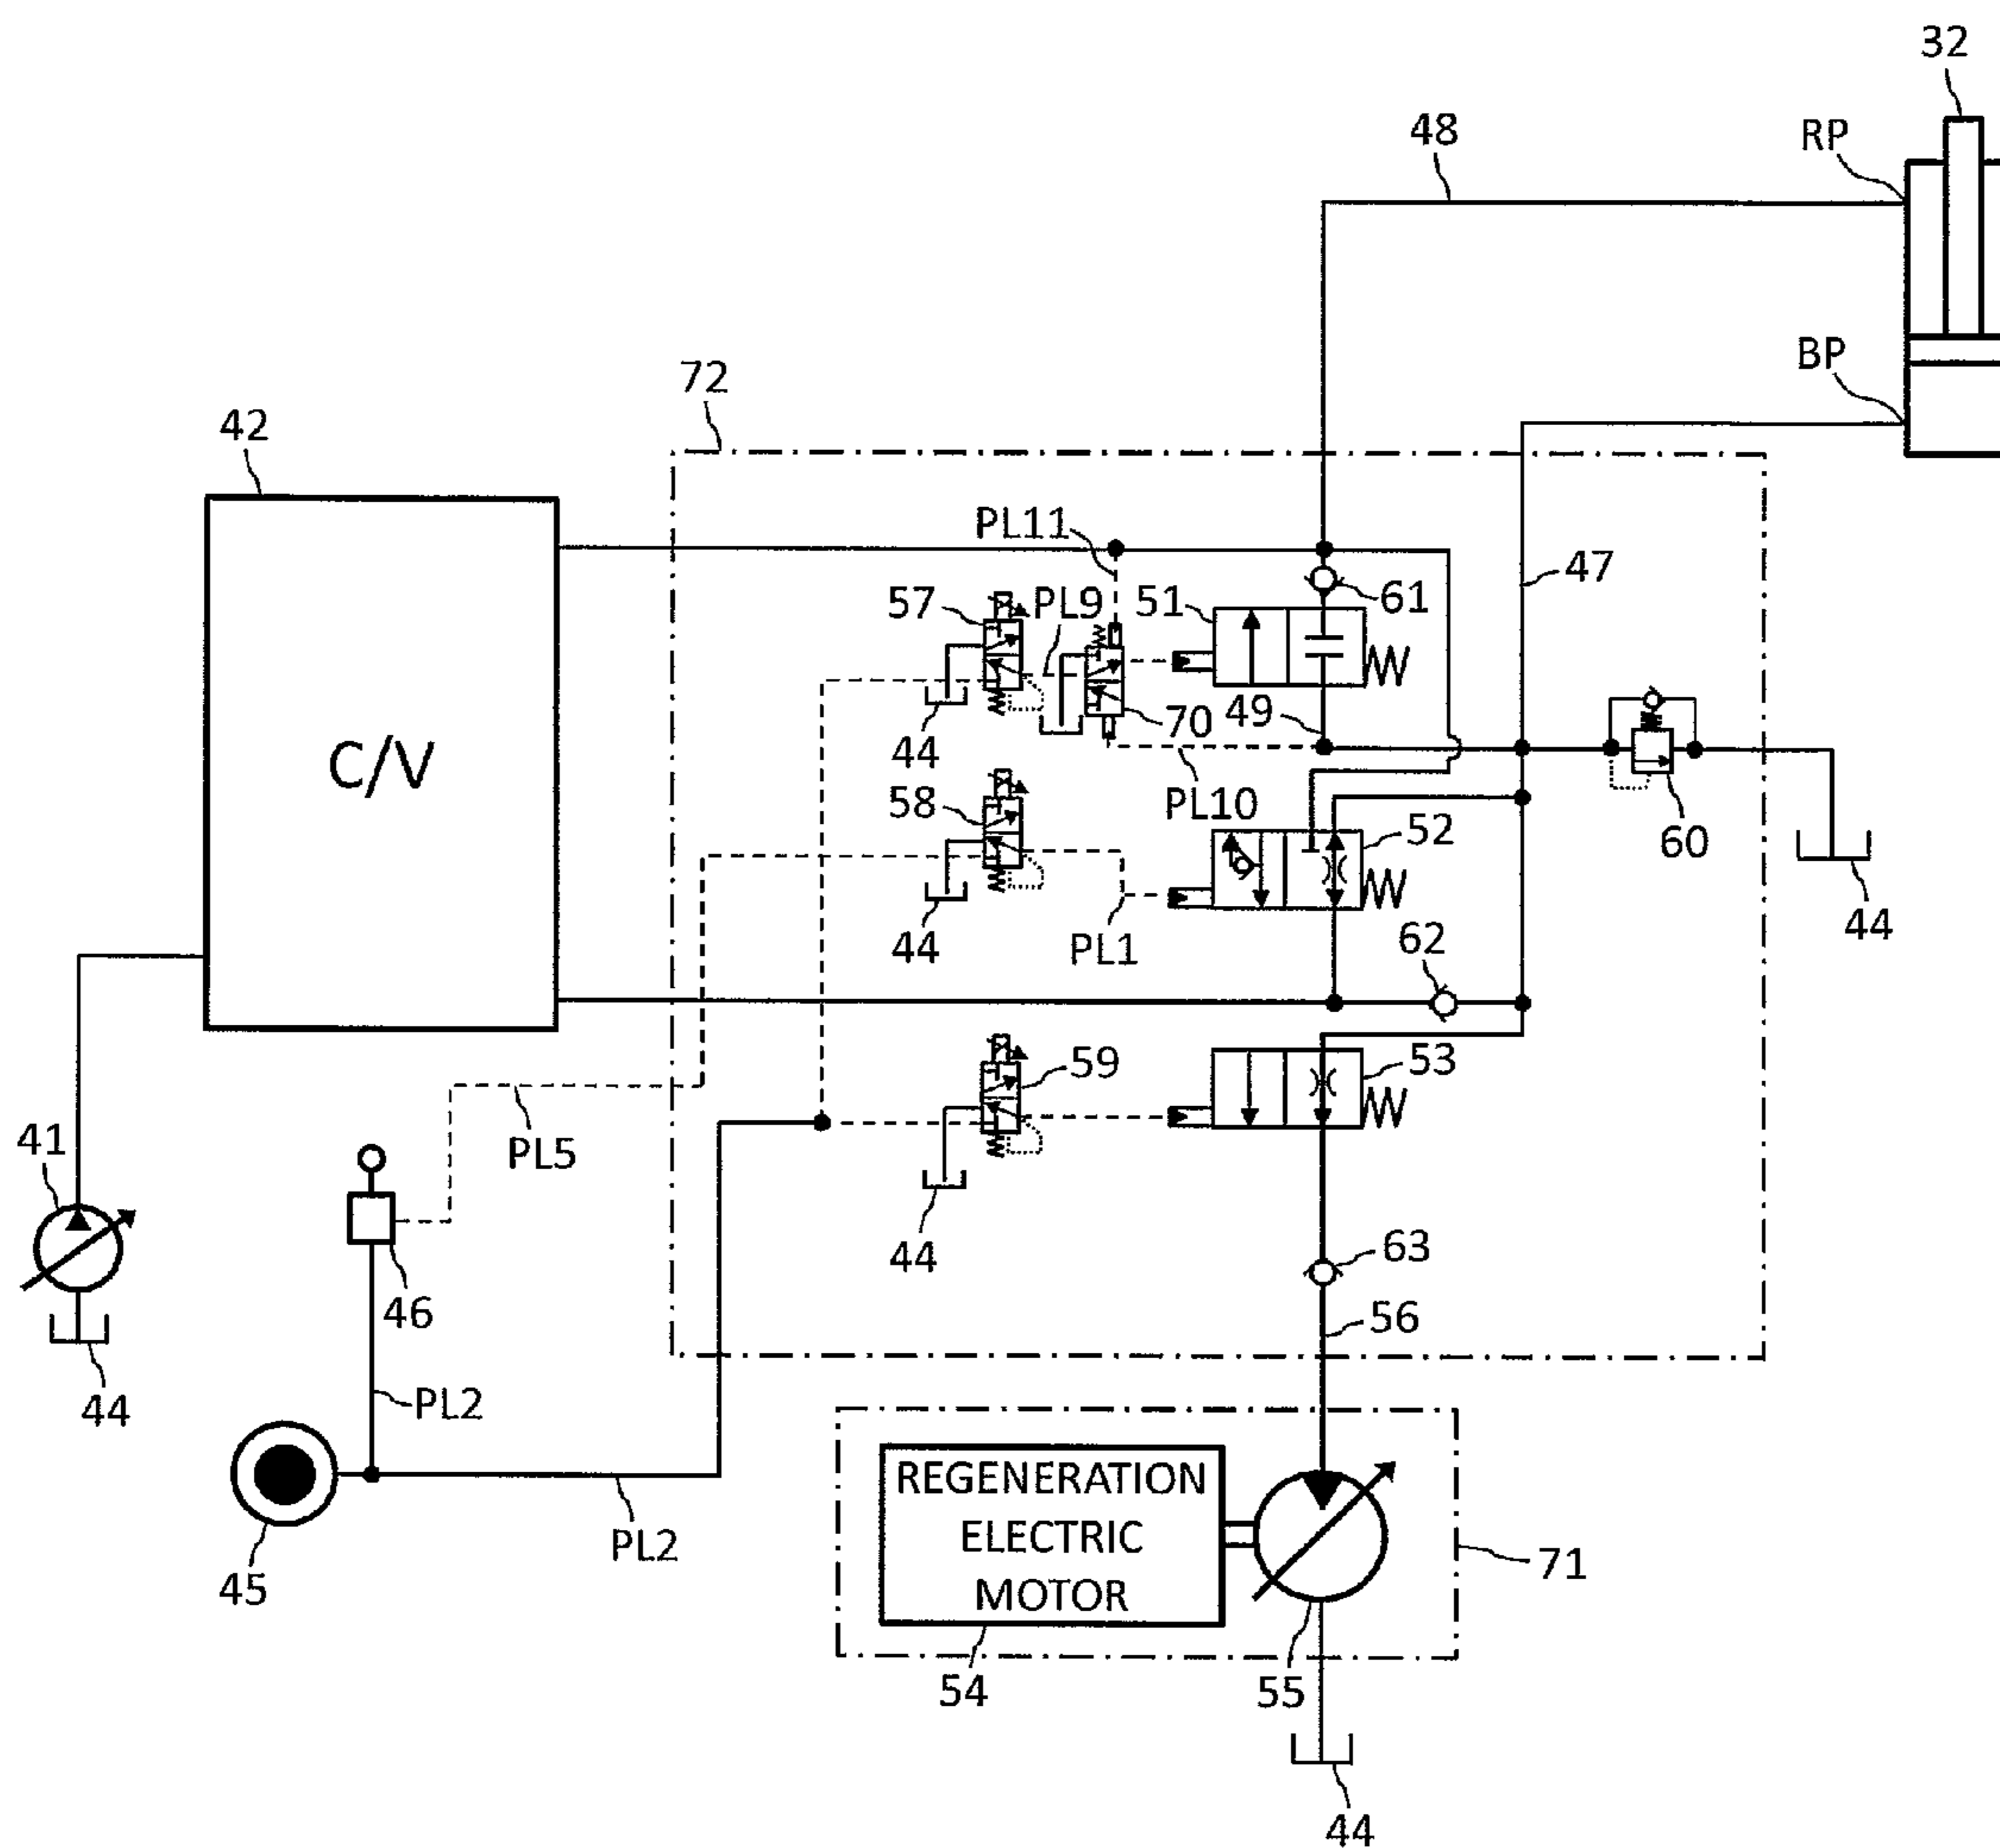 32
RP
48
BP
72
42
PL11
47
57
PL9
51
61
C/V
44
70
49
58
PL10
52
60
44
PL1
62
44
59
53
41
PL5
63
46
44
56
44
PL2
REGENERATION
ELECTRIC
MOTOR
71
45
PL2
54
55
44